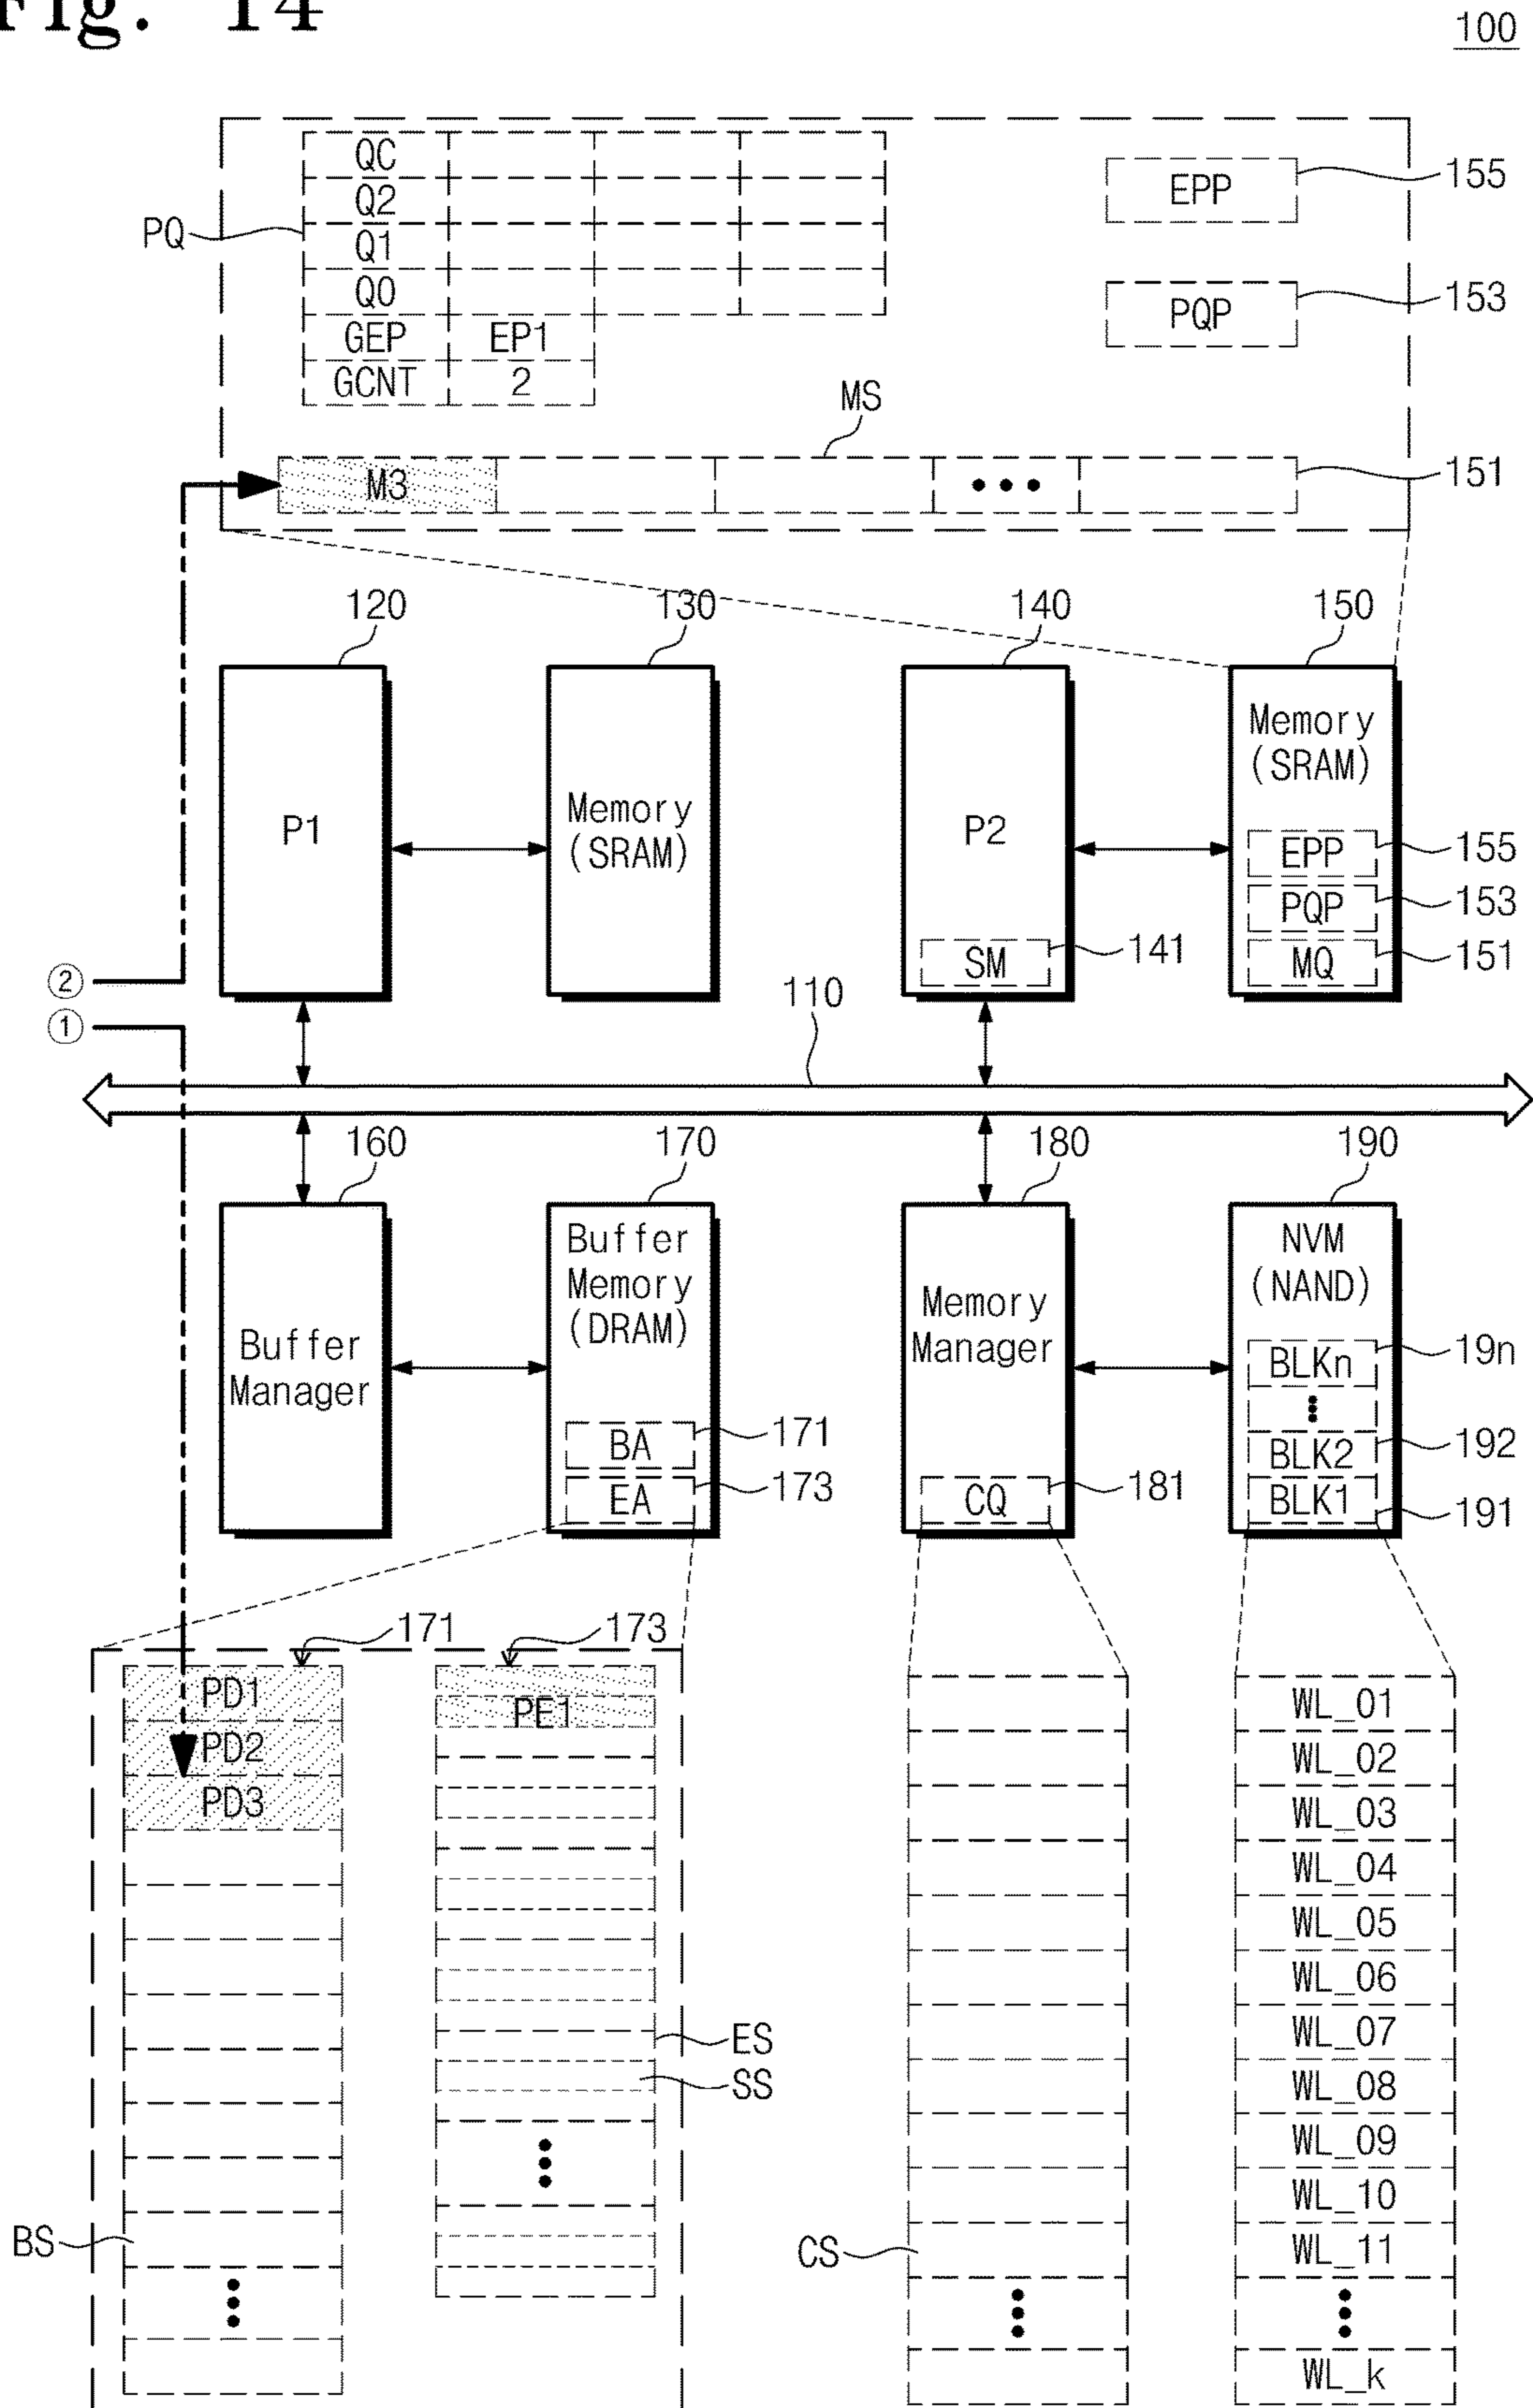 Fig. 14
100
QC
Q2
Q1
Q0
GEP EP1
GCNT 2
PQ
EPP
155
PQP
153
MS
M3
151
120
130
140
150
P1
Memory
(SRAM)
P2
SM
141
Memory
(SRAM)
EPP
155
PQP
153
MQ
151
②
①
110
160
170
180
190
Buffer
Manager
Buffer
Memory
(DRAM)
BA
171
EA
173
Memory
Manager
CQ
181
NVM
(NAND)
BLKn
19n
BLK2
192
BLK1
191
171
173
PD1
PD2
PD3
PE1
ES
SS
BS
CS
WL_01
WL_02
WL_03
WL_04
WL_05
WL_06
WL_07
WL_08
WL_09
WL_10
WL_11
WL_k